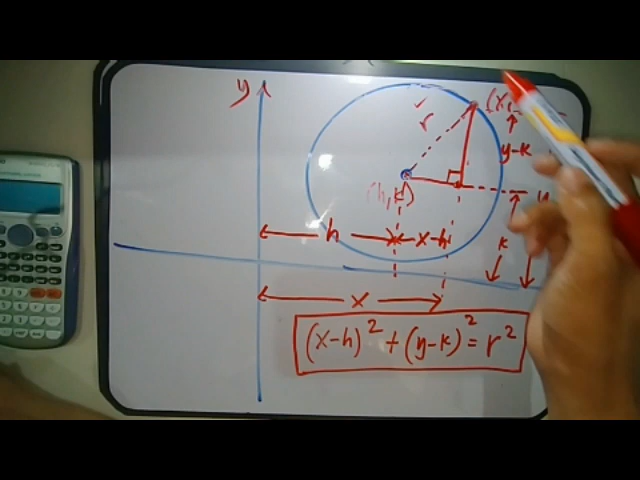 y
r
y-k
(h,k)
h
x-h
k
x
(x-h)² + (y-k)² = r²